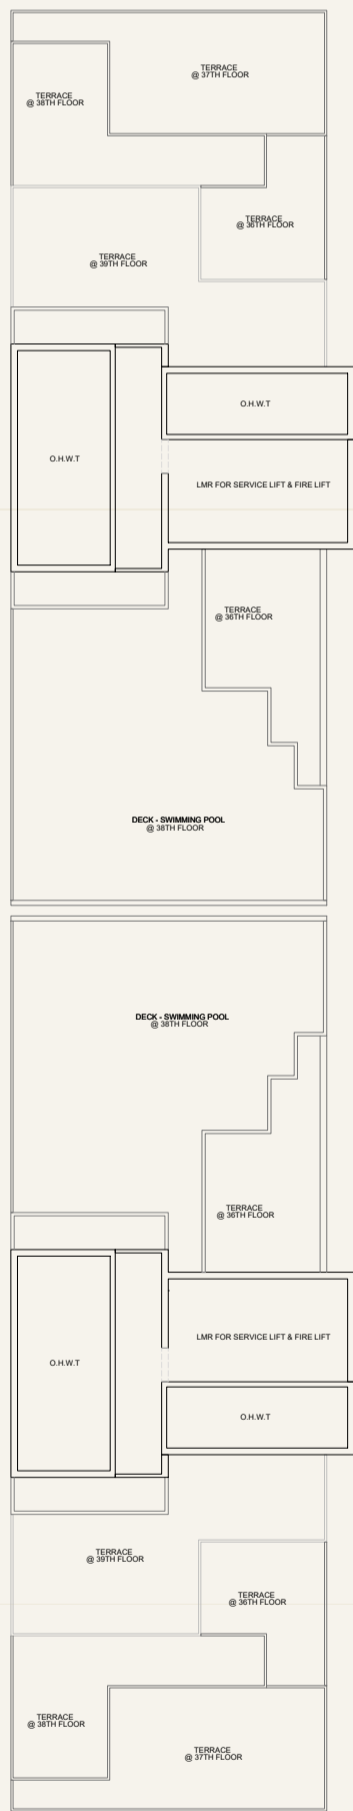 TERRACE
@ 37TH FLOOR
TERRACE
@ 38TH FLOOR
TERRACE
@ 36TH FLOOR
TERRACE
@ 39TH FLOOR
O.H.W.T
O.H.W.T
LMR FOR SERVICE LIFT & FIRE LIFT
TERRACE
@ 36TH FLOOR
DECK - SWIMMING POOL
@ 38TH FLOOR
DECK - SWIMMING POOL
@ 38TH FLOOR
TERRACE
@ 36TH FLOOR
LMR FOR SERVICE LIFT & FIRE LIFT
O.H.W.T
O.H.W.T
TERRACE
@ 39TH FLOOR
TERRACE
@ 36TH FLOOR
TERRACE
@ 38TH FLOOR
TERRACE
@ 37TH FLOOR